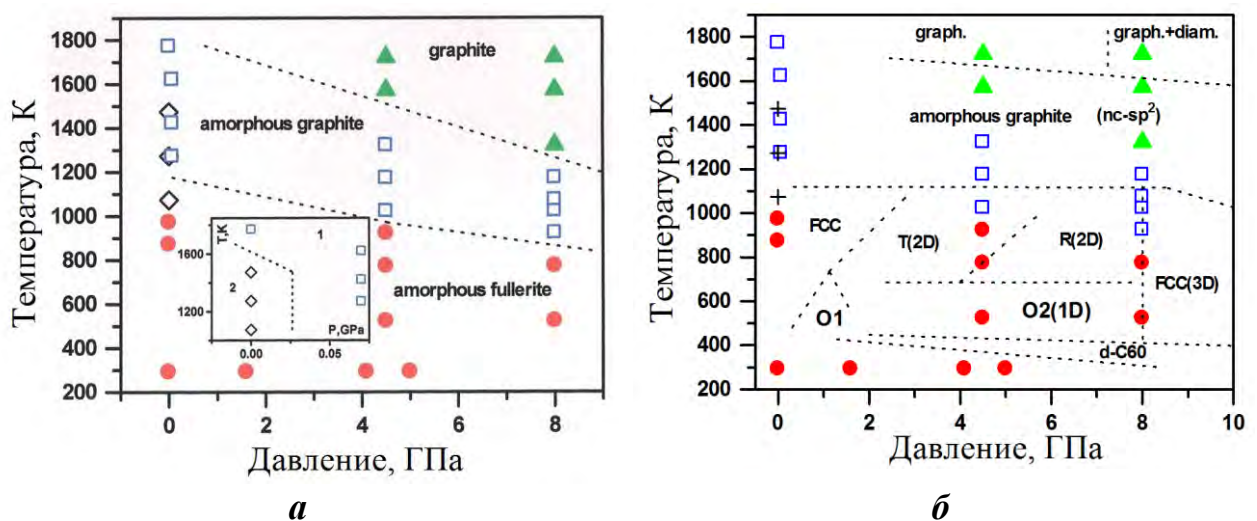 1800
1600
1400
1200
1000
800
600
400
200
Температура, К
graphite
amorphous graphite
amorphous fullerite
T,K
1600
1200
1
2
P,GPa
0.00
0.05
0
2
4
6
8
Давление, ГПа
а
1800
1600
1400
1200
1000
800
600
400
200
Температура, К
graph.
graph.+diam.
amorphous graphite
(nc-sp²)
FCC
T(2D)
R(2D)
FCC(3D)
O1
O2(1D)
d-C60
0
2
4
6
8
10
Давление, ГПа
б